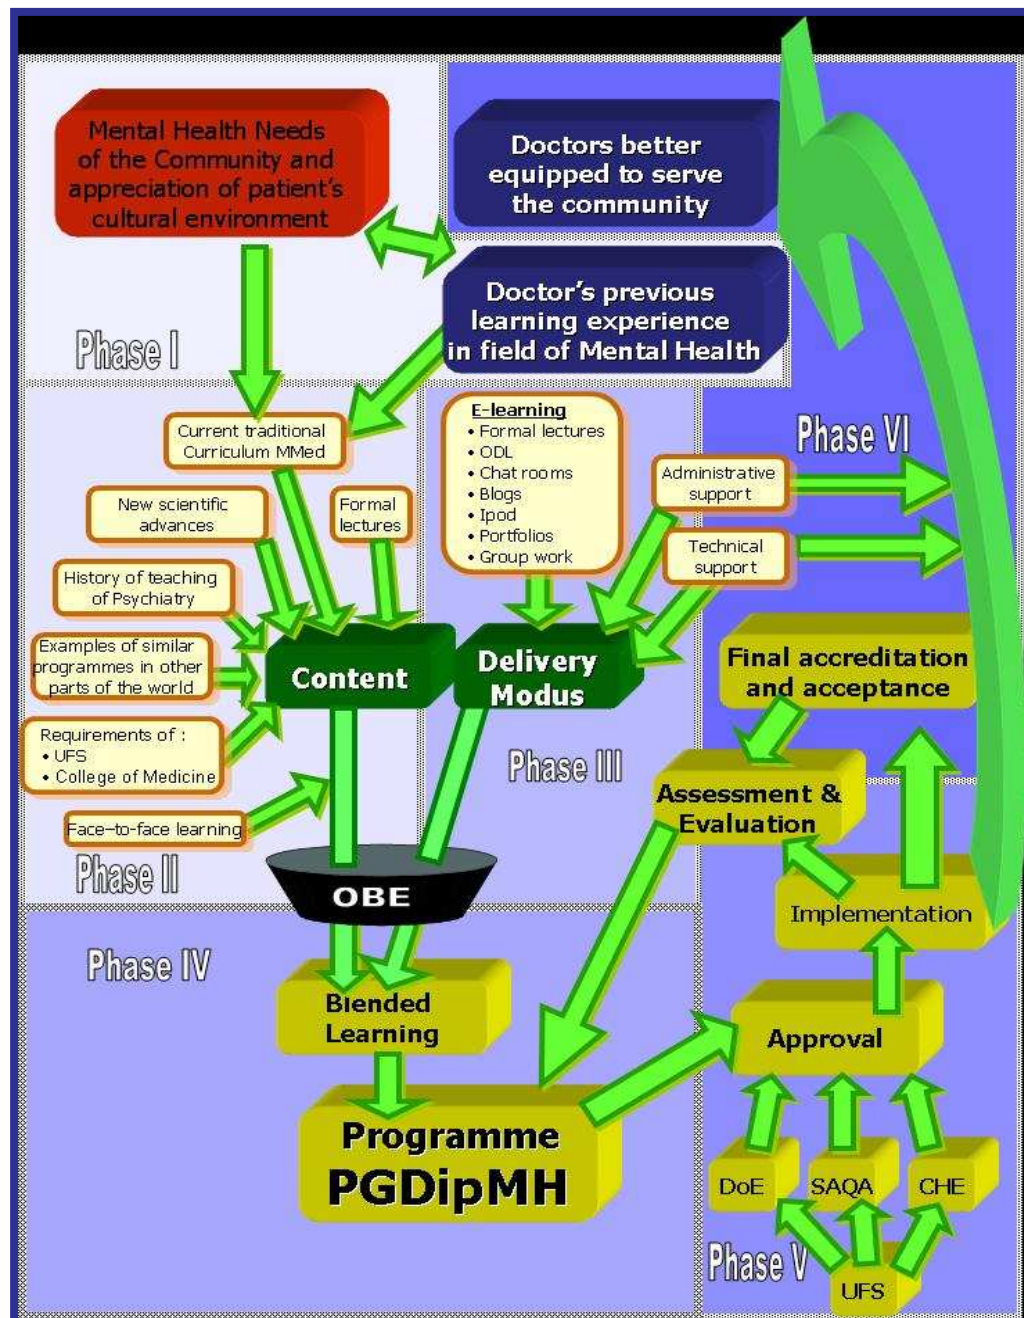 Mental Health Needs
of the Community and
appreciation of patient's
cultural environment
Doctors better
equipped to serve
the community
Doctor's previous
learning experience
in field of Mental Health
Phase I
Current traditional
Curriculum MMed
New scientific
advances
Formal
lectures
History of teaching
of Psychiatry
Examples of similar
programmes in other
parts of the world
Requirements of :
• UFS
• College of Medicine
Face-to-face learning
Phase II
Content
E-learning
• Formal lectures
• ODL
• Chat rooms
• Blogs
• Ipod
• Portfolios
• Group work
Administrative
support
Technical
support
Delivery
Modus
Phase III
Phase VI
Final accreditation
and acceptance
Assessment &
Evaluation
Implementation
OBE
Phase IV
Blended
Learning
Programme
PGDipMH
Approval
DoE
SAQA
CHE
Phase V
UFS